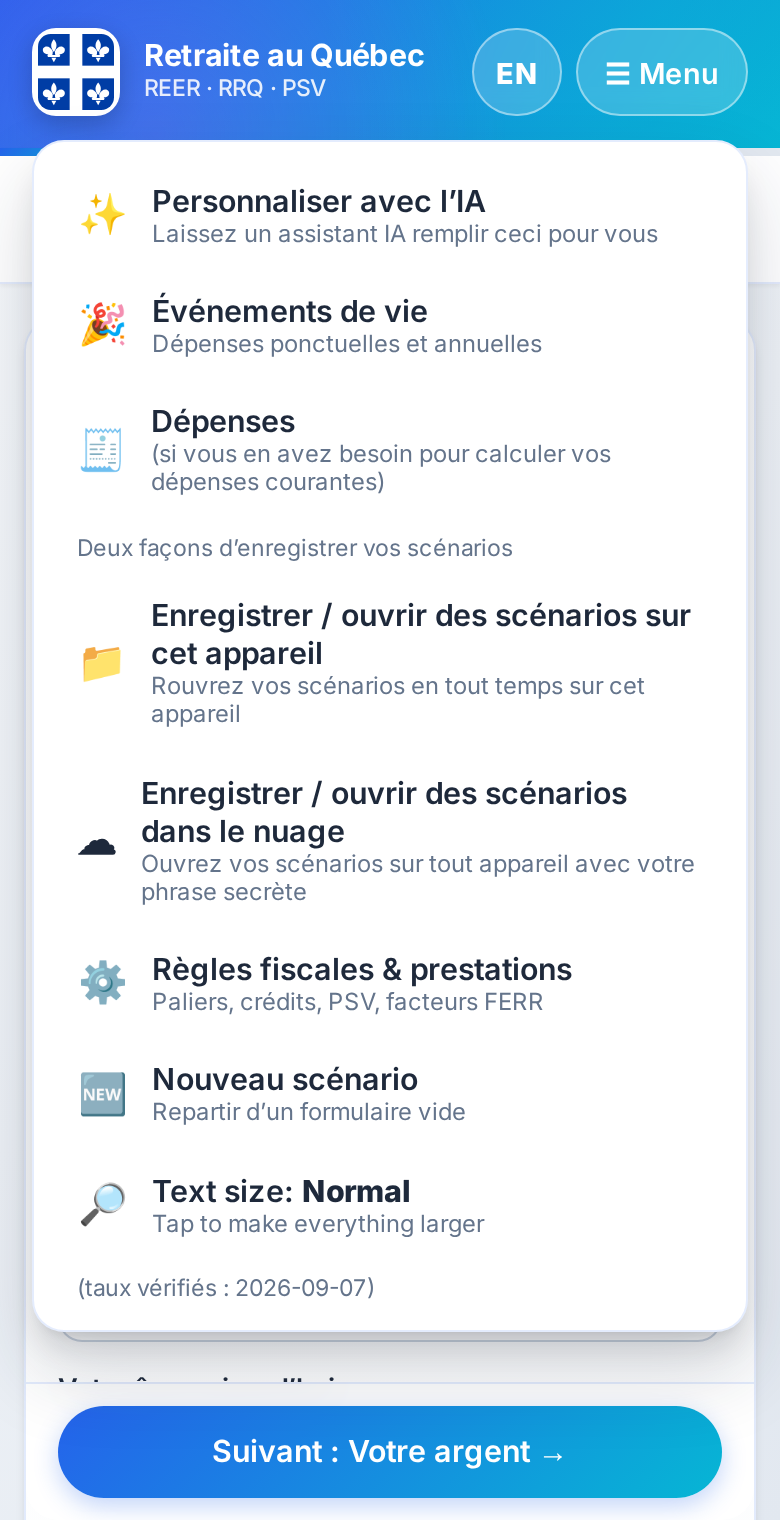 Retraite au Québec
REER · RRQ · PSV
EN
☰ Menu
Personnaliser avec l’IA
Laissez un assistant IA remplir ceci pour vous
Événements de vie
Dépenses ponctuelles et annuelles
Dépenses
(si vous en avez besoin pour calculer vos
dépenses courantes)
Deux façons d’enregistrer vos scénarios
Enregistrer / ouvrir des scénarios sur
cet appareil
Rouvrez vos scénarios en tout temps sur cet
appareil
Enregistrer / ouvrir des scénarios
dans le nuage
Ouvrez vos scénarios sur tout appareil avec votre
phrase secrète
Règles fiscales & prestations
Paliers, crédits, PSV, facteurs FERR
NEW
Nouveau scénario
Repartir d’un formulaire vide
Text size: Normal
Tap to make everything larger
(taux vérifiés : 2026-09-07)
Suivant : Votre argent →